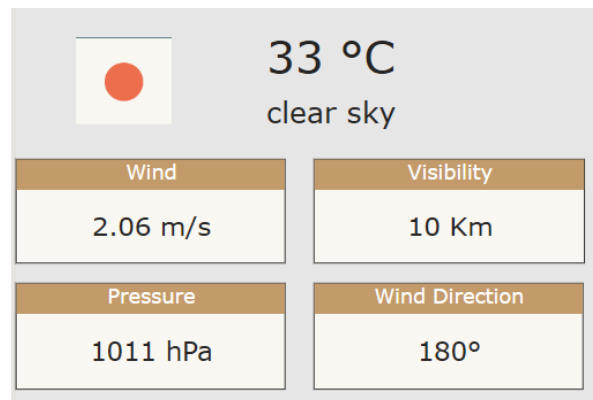 33 °C
clear sky
Wind
Visibility
2.06 m/s
10 Km
Pressure
Wind Direction
1011 hPa
180°